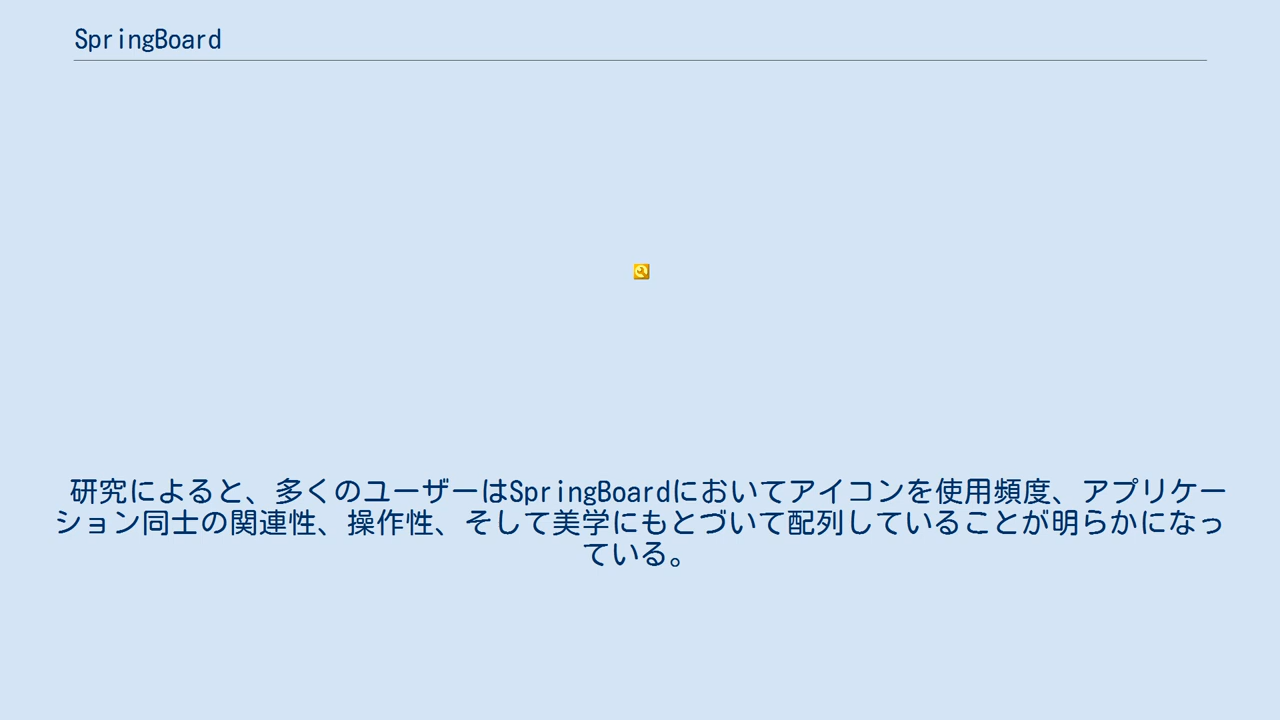 SpringBoard
研究によると、多くのユーザーはSpringBoardにおいてアイコンを使用頻度、アプリケー
ション同士の関連性、操作性、そして美学にもとづいて配列していることが明らかになっ
ている。